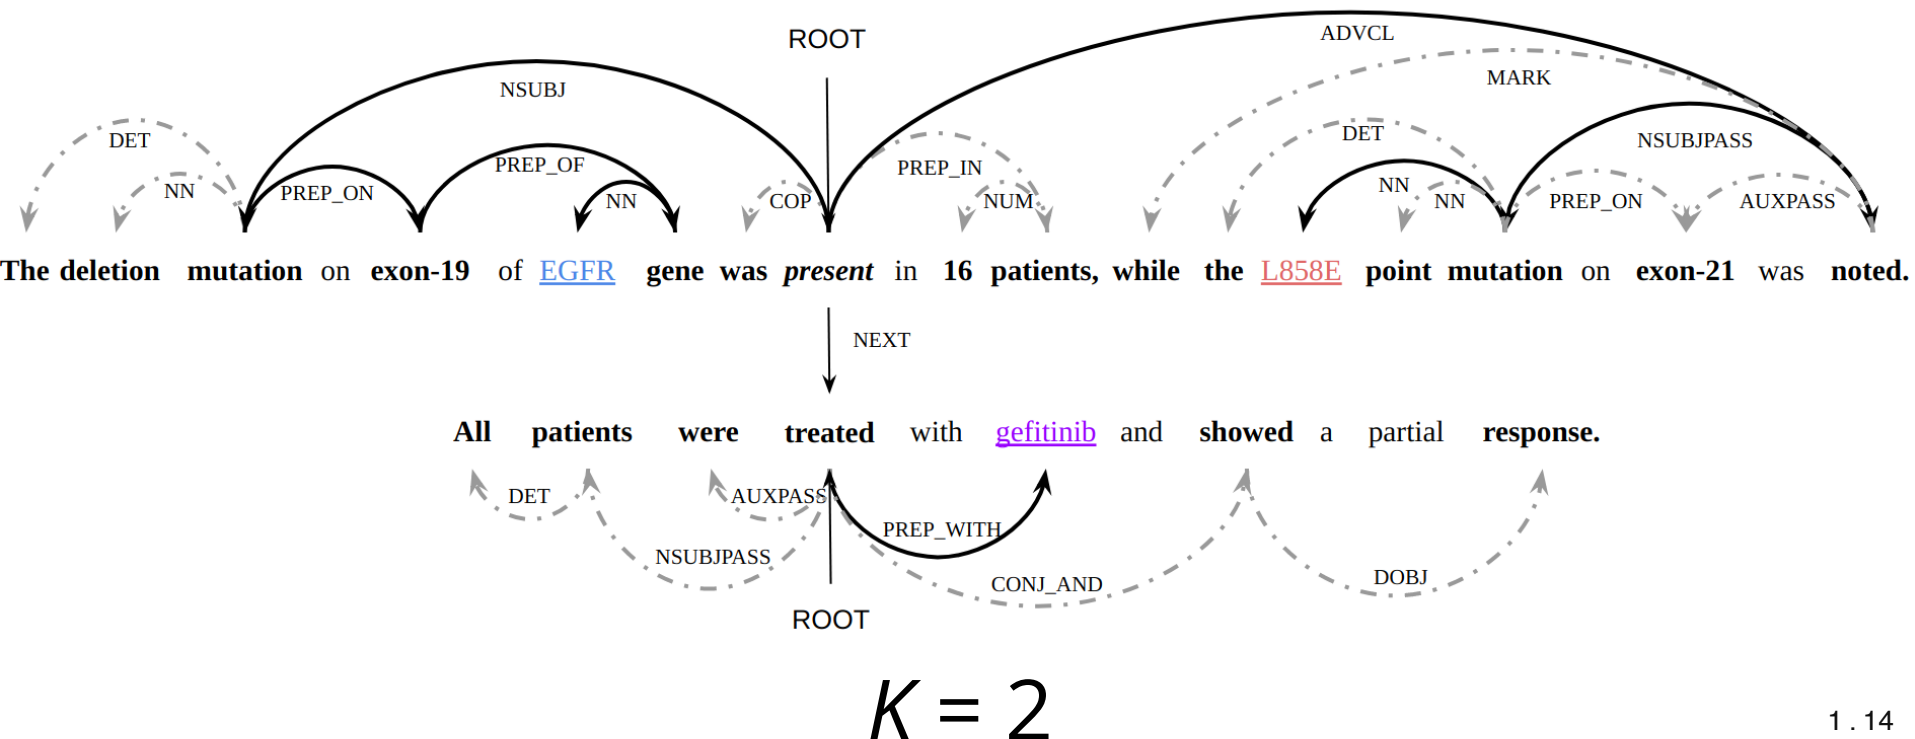 ROOT
ADVCL
MARK
NSUBJ
DET
DET
NSUBJPASS
PREP_OF
PREP_IN
NN
PREP_ON
NN
COP
NUM
NN
NN
PREP_ON
AUXPASS
The deletion mutation on exon-19 of EGFR gene was present in 16 patients, while the L858E point mutation on exon-21 was noted.
NEXT
All patients were treated with gefitinib and showed a partial response.
DET
AUXPASS
PREP_WITH
NSUBJPASS
CONJ_AND
DOBJ
ROOT
K = 2
1.14